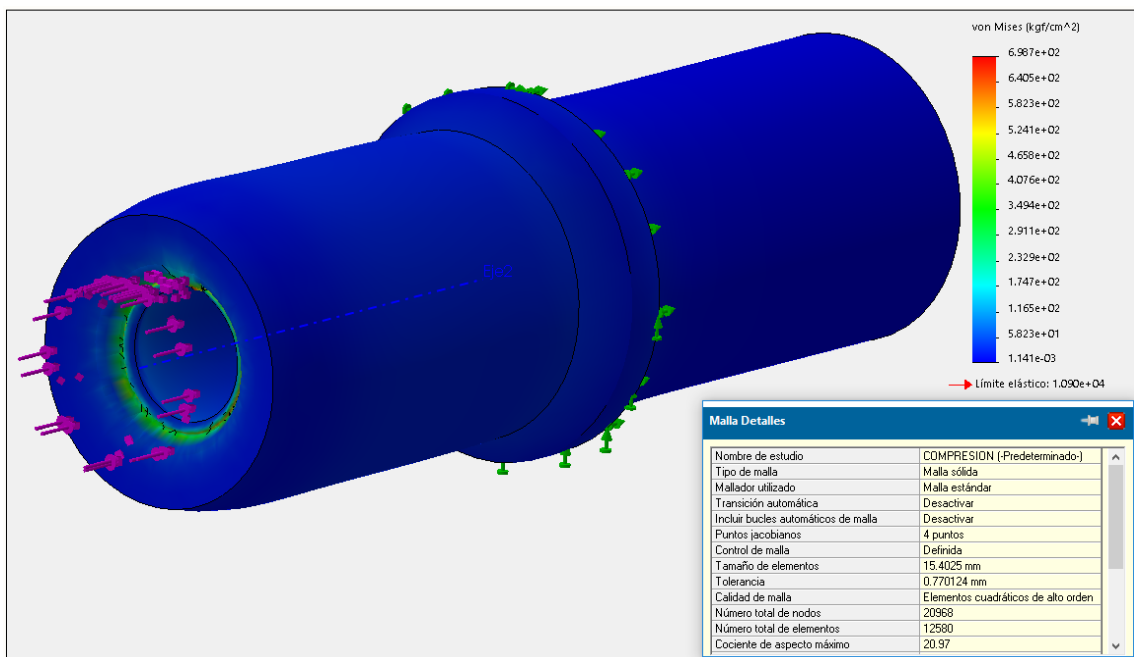 von Mises (kgf/cm^2)
6.987e+02
6.405e+02
5.823e+02
5.241e+02
4.658e+02
4.076e+02
3.494e+02
2.911e+02
2.329e+02
1.747e+02
1.165e+02
5.823e+01
1.141e-03
Límite elástico: 1.090e+04
Malla Detalles
Nombre de estudio COMPRESION (-Predeterminado-)
Tipo de malla Malla sólida
Mallador utilizado Malla estándar
Transición automática Desactivar
Incluir bucles automáticos de malla Desactivar
Puntos jacobianos 4 puntos
Control de malla Definida
Tamaño de elementos 15.4025 mm
Tolerancia 0.770124 mm
Calidad de malla Elementos cuadráticos de alto orden
Número total de nodos 20968
Número total de elementos 12580
Cociente de aspecto máximo 20.97